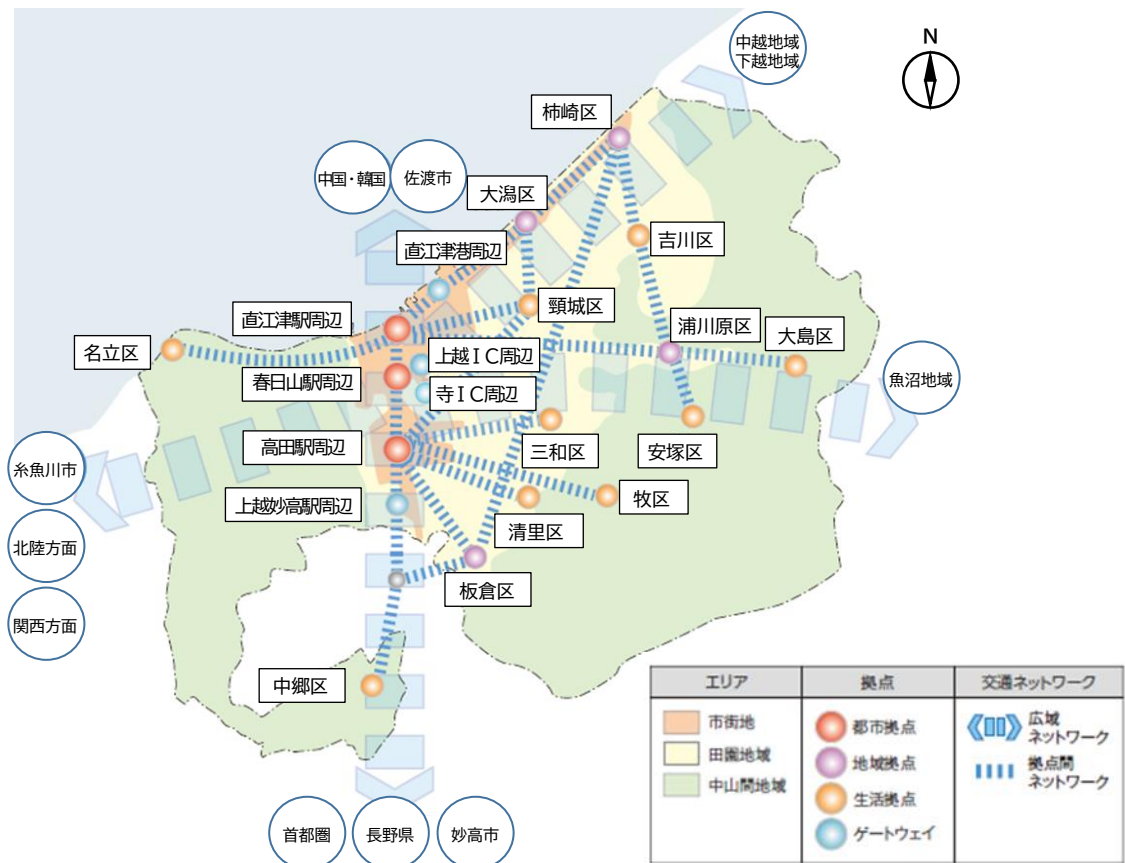 中越地域
下越地域
N
柿崎区
中国・韓国
佐渡市
大潟区
直江津港周辺
吉川区
頸城区
直江津駅周辺
浦川原区
大島区
名立区
上越IC周辺
春日山駅周辺
寺IC周辺
魚沼地域
高田駅周辺
三和区
安塚区
糸魚川市
上越妙高駅周辺
牧区
清里区
北陸方面
板倉区
関西方面
中郷区
首都圏
長野県
妙高市
エリア
拠点
交通ネットワーク
市街地
田園地域
中山間地域
都市拠点
地域拠点
生活拠点
ゲートウェイ
広域
ネットワーク
拠点間
ネットワーク